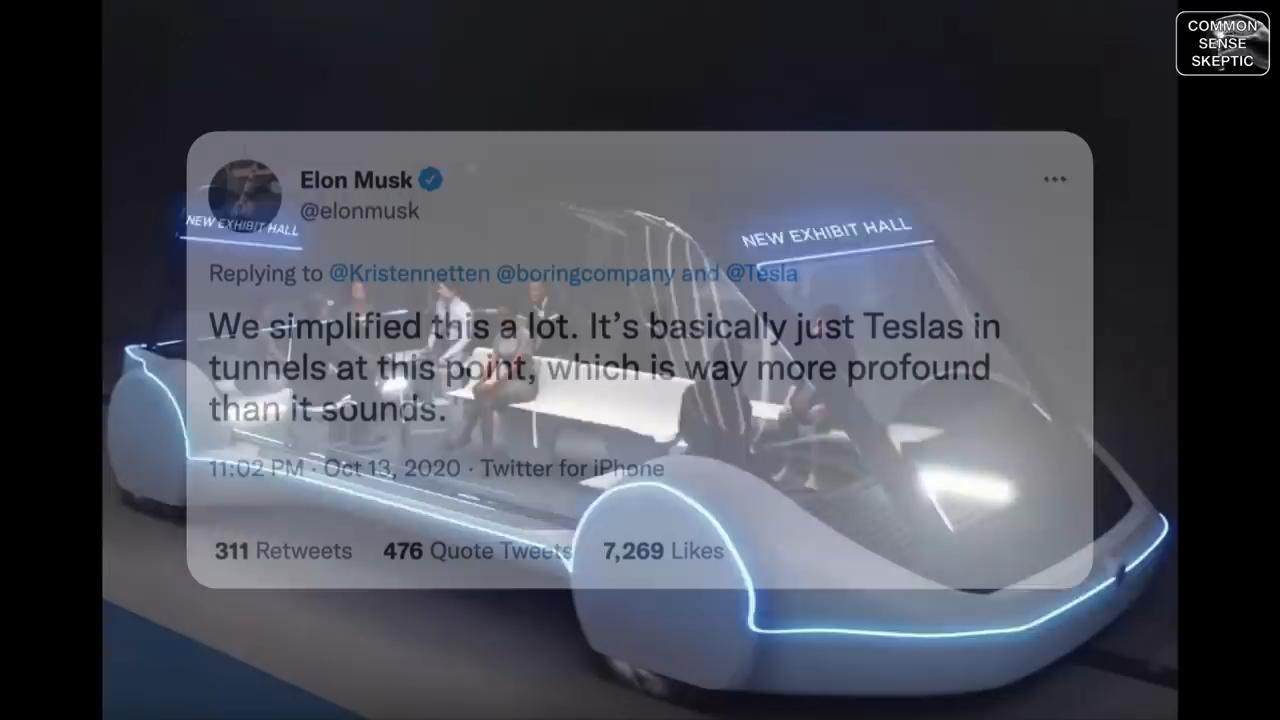 COMMON
SENSE
SKEPTIC
Elon Musk
@elonmusk
NEW EXHIBIT HALL
NEW EXHIBIT HALL
Replying to @Kristennetten @boringcompany and @Tesla
We simplified this a lot. It’s basically just Teslas in
tunnels at this point, which is way more profound
than it sounds.
11:02 PM · Oct 13, 2020 · Twitter for iPhone
311 Retweets 476 Quote Tweets 7,269 Likes